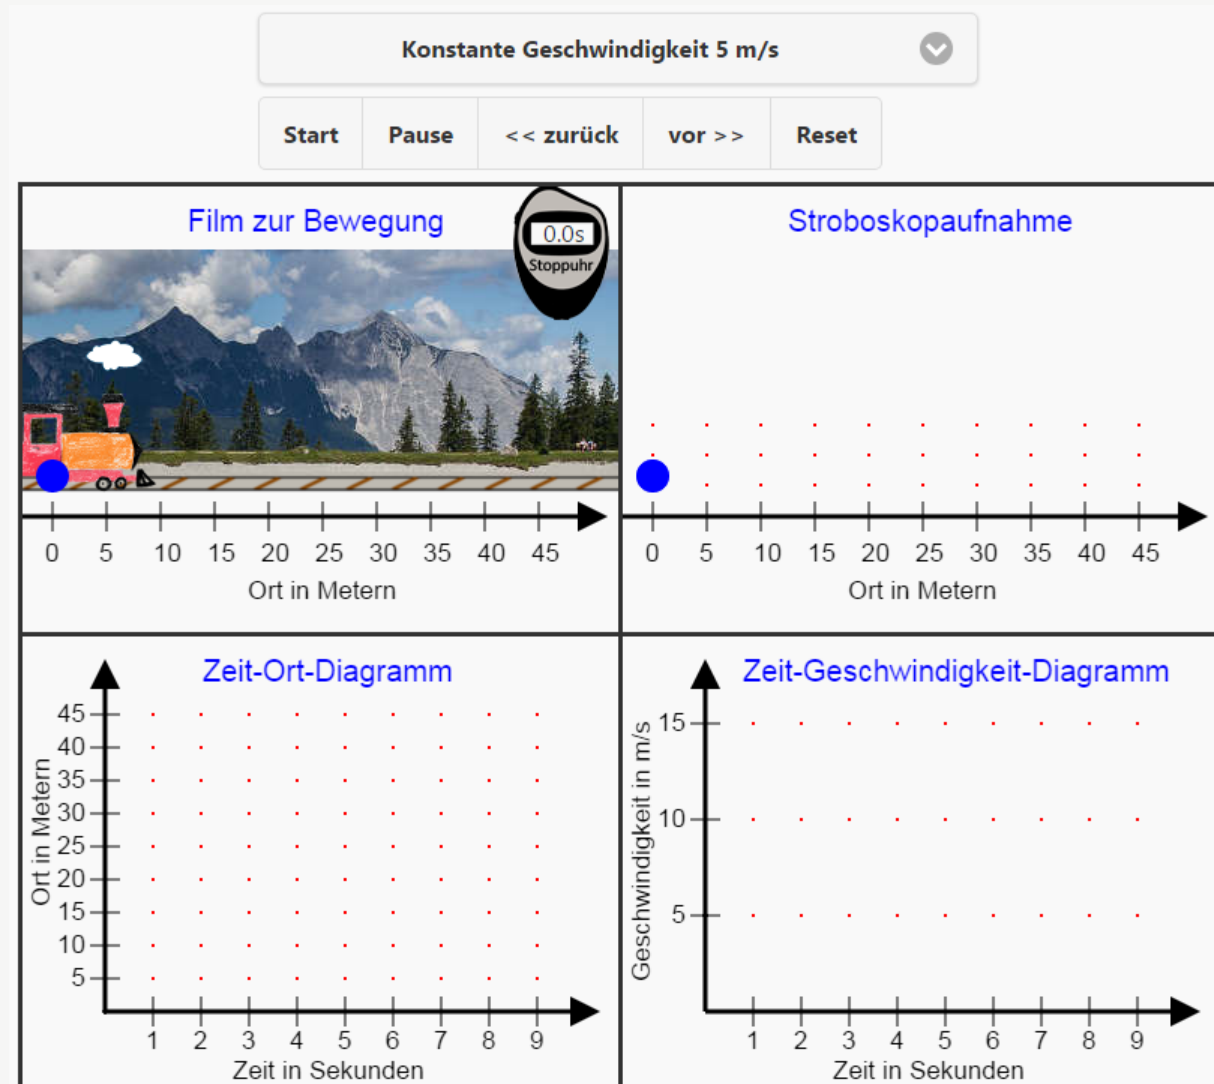 Konstante Geschwindigkeit 5 m/s
Start Pause << zurück vor >> Reset
Film zur Bewegung
0.0s
Stoppuhr
0 5 10 15 20 25 30 35 40 45
Ort in Metern
Stroboskopaufnahme
0 5 10 15 20 25 30 35 40 45
Ort in Metern
Zeit-Ort-Diagramm
Ort in Metern
45
40
35
30
25
20
15
10
5
1 2 3 4 5 6 7 8 9
Zeit in Sekunden
Zeit-Geschwindigkeit-Diagramm
Geschwindigkeit in m/s
15
10
5
1 2 3 4 5 6 7 8 9
Zeit in Sekunden